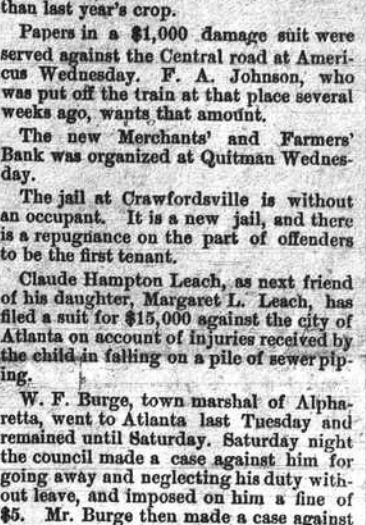 than last year's crop.
Papers in a $1,000 damage suit were
served against the Central road at Ameri-
cus Wednesday. F. A. Johnson, who
was put off the train at that place several
weeks ago, wants that amount.
The new Merchants' and Farmers'
Bank was organized at Quitman Wednes-
day.
The jail at Crawfordsville is without
an occupant. It is a new jail, and there
is a repugnance on the part of offenders
to be the first tenant.
Claude Hampton Leach, as next friend
of his daughter, Margaret L. Leach, has
filed a suit for $15,000 against the city of
Atlanta on account of injuries received by
the child in falling on a pile of sewer pip-
ing.
W. F. Burge, town marshal of Alpha-
retta, went to Atlanta last Tuesday and
remained until Saturday. Saturday night
the council made a case against him for
going away and neglecting his duty with-
out leave, and imposed on him a fine of
$5. Mr. Burge then made a case against